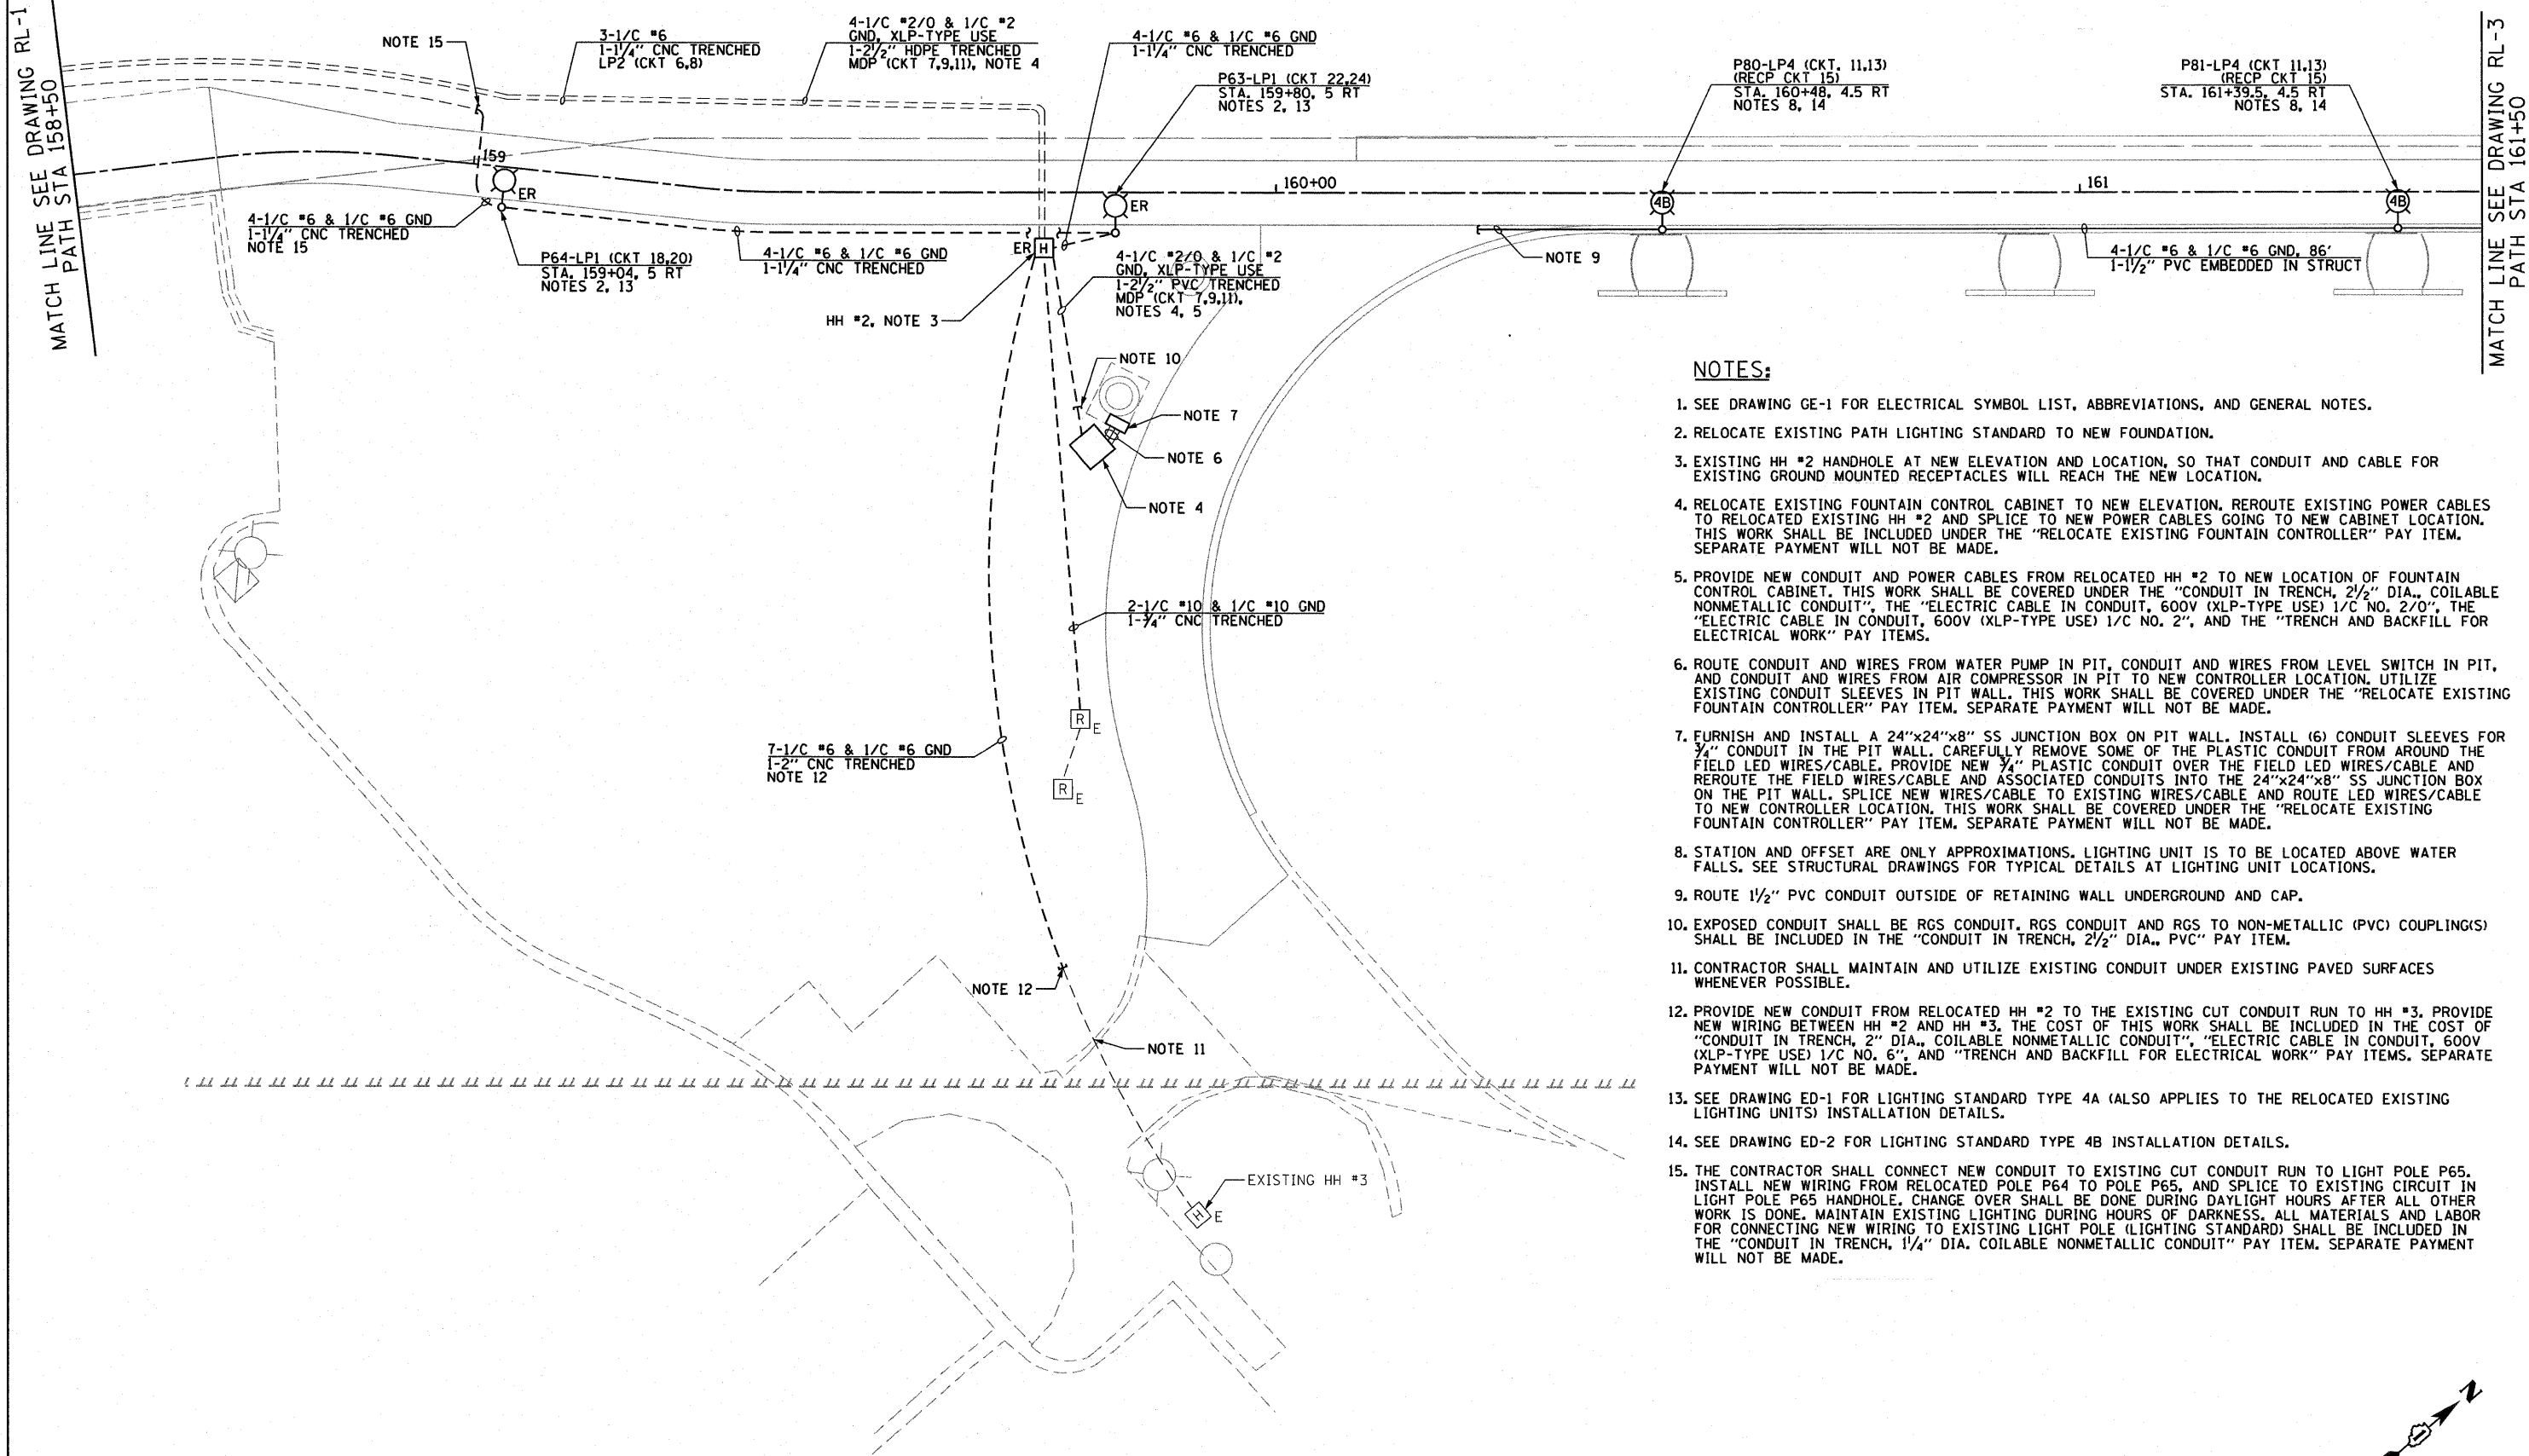 MATCH LINE SEE DRAWING RL-1
PATH STA 158+50
NOTE 15
3-1/C #6
1-1¼" CNC TRENCHED
LP2 (CKT 6,8)
4-1/C #2/0 & 1/C #2
GND, XLP-TYPE USE
1-2½" HDPE TRENCHED
MDP (CKT 7,9,11), NOTE 4
4-1/C #6 & 1/C #6 GND
1-1¼" CNC TRENCHED
P63-LP1 (CKT 22,24)
STA. 159+80, 5 RT
NOTES 2, 13
P80-LP4 (CKT. 11,13)
(RECP CKT 15)
STA. 160+48, 4.5 RT
NOTES 8, 14
P81-LP4 (CKT 11,13)
(RECP CKT 15)
STA. 161+39.5, 4.5 RT
NOTES 8, 14
MATCH LINE SEE DRAWING RL-3
PATH STA 161+50
159
ER
ER
160+00
161
4B
4B
4-1/C #6 & 1/C #6 GND
1-1¼" CNC TRENCHED
NOTE 15
P64-LP1 (CKT 18,20)
STA. 159+04, 5 RT
NOTES 2, 13
4-1/C #6 & 1/C #6 GND
1-1¼" CNC TRENCHED
ER H
4-1/C #2/0 & 1/C #2
GND, XLP-TYPE USE
1-2½" PVC TRENCHED
MDP (CKT 7,9,11),
NOTES 4, 5
NOTE 9
4-1/C #6 & 1/C #6 GND, 86'
1-1½" PVC EMBEDDED IN STRUCT
HH #2, NOTE 3
NOTE 10
NOTE 7
NOTE 6
NOTE 4
2-1/C #10 & 1/C #10 GND
1-¾" CNC TRENCHED
R E
R E
7-1/C #6 & 1/C #6 GND
1-2" CNC TRENCHED
NOTE 12
NOTE 12
NOTE 11
EXISTING HH #3
H E
NOTES:
1. SEE DRAWING GE-1 FOR ELECTRICAL SYMBOL LIST, ABBREVIATIONS, AND GENERAL NOTES.
2. RELOCATE EXISTING PATH LIGHTING STANDARD TO NEW FOUNDATION.
3. EXISTING HH #2 HANDHOLE AT NEW ELEVATION AND LOCATION, SO THAT CONDUIT AND CABLE FOR
EXISTING GROUND MOUNTED RECEPTACLES WILL REACH THE NEW LOCATION.
4. RELOCATE EXISTING FOUNTAIN CONTROL CABINET TO NEW ELEVATION. REROUTE EXISTING POWER CABLES
TO RELOCATED EXISTING HH #2 AND SPLICE TO NEW POWER CABLES GOING TO NEW CABINET LOCATION.
THIS WORK SHALL BE INCLUDED UNDER THE "RELOCATE EXISTING FOUNTAIN CONTROLLER" PAY ITEM.
SEPARATE PAYMENT WILL NOT BE MADE.
5. PROVIDE NEW CONDUIT AND POWER CABLES FROM RELOCATED HH #2 TO NEW LOCATION OF FOUNTAIN
CONTROL CABINET. THIS WORK SHALL BE COVERED UNDER THE "CONDUIT IN TRENCH, 2½" DIA., COILABLE
NONMETALLIC CONDUIT", THE "ELECTRIC CABLE IN CONDUIT, 600V (XLP-TYPE USE) 1/C NO. 2/0", THE
"ELECTRIC CABLE IN CONDUIT, 600V (XLP-TYPE USE) 1/C NO. 2", AND THE "TRENCH AND BACKFILL FOR
ELECTRICAL WORK" PAY ITEMS.
6. ROUTE CONDUIT AND WIRES FROM WATER PUMP IN PIT, CONDUIT AND WIRES FROM LEVEL SWITCH IN PIT,
AND CONDUIT AND WIRES FROM AIR COMPRESSOR IN PIT TO NEW CONTROLLER LOCATION. UTILIZE
EXISTING CONDUIT SLEEVES IN PIT WALL. THIS WORK SHALL BE COVERED UNDER THE "RELOCATE EXISTING
FOUNTAIN CONTROLLER" PAY ITEM. SEPARATE PAYMENT WILL NOT BE MADE.
7. FURNISH AND INSTALL A 24"x24"x8" SS JUNCTION BOX ON PIT WALL. INSTALL (6) CONDUIT SLEEVES FOR
¾" CONDUIT IN THE PIT WALL. CAREFULLY REMOVE SOME OF THE PLASTIC CONDUIT FROM AROUND THE
FIELD LED WIRES/CABLE. PROVIDE NEW ¾" PLASTIC CONDUIT OVER THE FIELD LED WIRES/CABLE AND
REROUTE THE FIELD WIRES/CABLE AND ASSOCIATED CONDUITS INTO THE 24"x24"x8" SS JUNCTION BOX
ON THE PIT WALL. SPLICE NEW WIRES/CABLE TO EXISTING WIRES/CABLE AND ROUTE LED WIRES/CABLE
TO NEW CONTROLLER LOCATION. THIS WORK SHALL BE COVERED UNDER THE "RELOCATE EXISTING
FOUNTAIN CONTROLLER" PAY ITEM. SEPARATE PAYMENT WILL NOT BE MADE.
8. STATION AND OFFSET ARE ONLY APPROXIMATIONS. LIGHTING UNIT IS TO BE LOCATED ABOVE WATER
FALLS. SEE STRUCTURAL DRAWINGS FOR TYPICAL DETAILS AT LIGHTING UNIT LOCATIONS.
9. ROUTE 1½" PVC CONDUIT OUTSIDE OF RETAINING WALL UNDERGROUND AND CAP.
10. EXPOSED CONDUIT SHALL BE RGS CONDUIT. RGS CONDUIT AND RGS TO NON-METALLIC (PVC) COUPLING(S)
SHALL BE INCLUDED IN THE "CONDUIT IN TRENCH, 2½" DIA., PVC" PAY ITEM.
11. CONTRACTOR SHALL MAINTAIN AND UTILIZE EXISTING CONDUIT UNDER EXISTING PAVED SURFACES
WHENEVER POSSIBLE.
12. PROVIDE NEW CONDUIT FROM RELOCATED HH #2 TO THE EXISTING CUT CONDUIT RUN TO HH #3. PROVIDE
NEW WIRING BETWEEN HH #2 AND HH #3. THE COST OF THIS WORK SHALL BE INCLUDED IN THE COST OF
"CONDUIT IN TRENCH, 2" DIA., COILABLE NONMETALLIC CONDUIT", "ELECTRIC CABLE IN CONDUIT, 600V
(XLP-TYPE USE) 1/C NO. 6", AND "TRENCH AND BACKFILL FOR ELECTRICAL WORK" PAY ITEMS. SEPARATE
PAYMENT WILL NOT BE MADE.
13. SEE DRAWING ED-1 FOR LIGHTING STANDARD TYPE 4A (ALSO APPLIES TO THE RELOCATED EXISTING
LIGHTING UNITS) INSTALLATION DETAILS.
14. SEE DRAWING ED-2 FOR LIGHTING STANDARD TYPE 4B INSTALLATION DETAILS.
15. THE CONTRACTOR SHALL CONNECT NEW CONDUIT TO EXISTING CUT CONDUIT RUN TO LIGHT POLE P65.
INSTALL NEW WIRING FROM RELOCATED POLE P64 TO POLE P65, AND SPLICE TO EXISTING CIRCUIT IN
LIGHT POLE P65 HANDHOLE. CHANGE OVER SHALL BE DONE DURING DAYLIGHT HOURS AFTER ALL OTHER
WORK IS DONE. MAINTAIN EXISTING LIGHTING DURING HOURS OF DARKNESS. ALL MATERIALS AND LABOR
FOR CONNECTING NEW WIRING TO EXISTING LIGHT POLE (LIGHTING STANDARD) SHALL BE INCLUDED IN
THE "CONDUIT IN TRENCH, 1¼" DIA. COILABLE NONMETALLIC CONDUIT" PAY ITEM. SEPARATE PAYMENT
WILL NOT BE MADE.
N